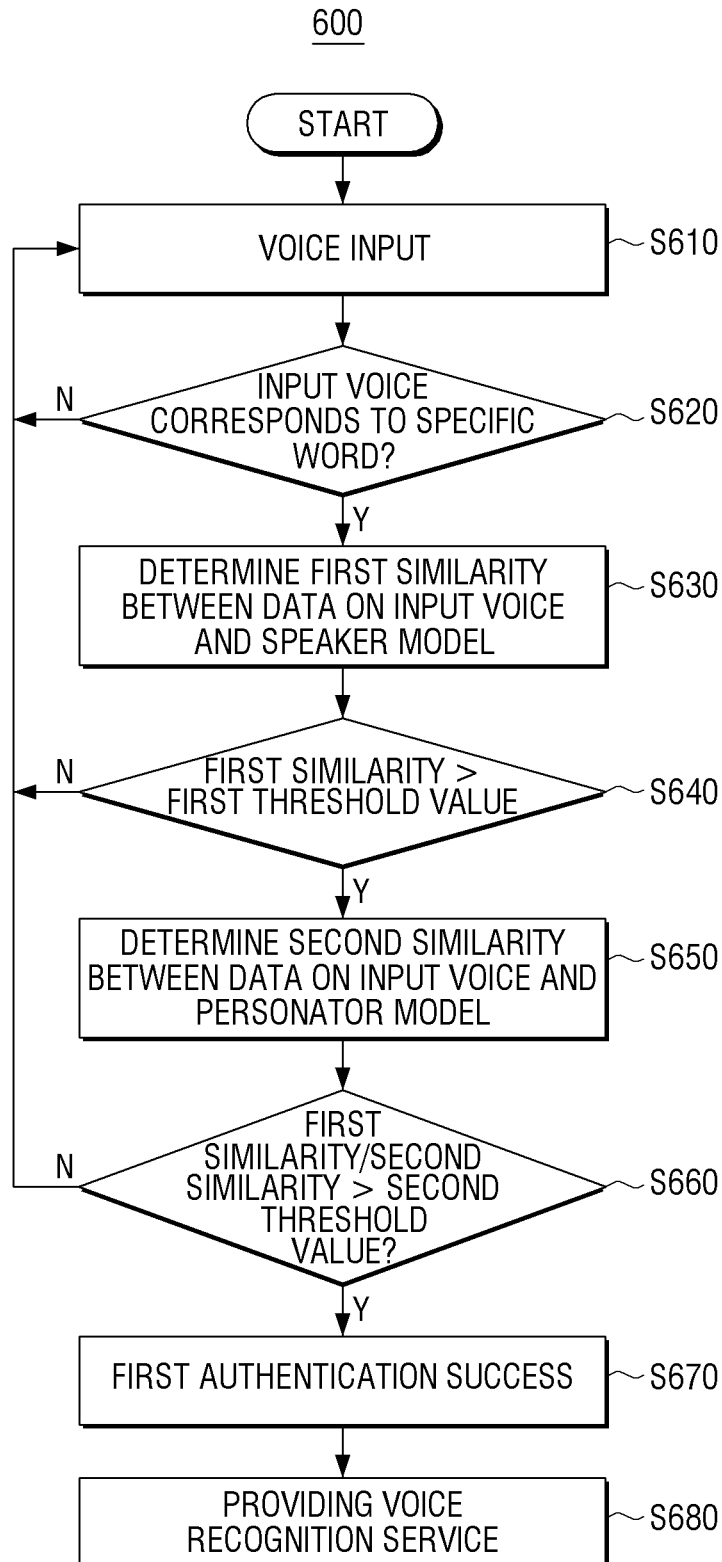 600
START
VOICE INPUT
S610
INPUT VOICE
CORRESPONDS TO SPECIFIC
WORD?
S620
N
Y
DETERMINE FIRST SIMILARITY
BETWEEN DATA ON INPUT VOICE
AND SPEAKER MODEL
S630
FIRST SIMILARITY >
FIRST THRESHOLD VALUE
S640
N
Y
DETERMINE SECOND SIMILARITY
BETWEEN DATA ON INPUT VOICE AND
PERSONATOR MODEL
S650
FIRST
SIMILARITY/SECOND
SIMILARITY > SECOND
THRESHOLD
VALUE?
S660
N
Y
FIRST AUTHENTICATION SUCCESS
S670
PROVIDING VOICE
RECOGNITION SERVICE
S680